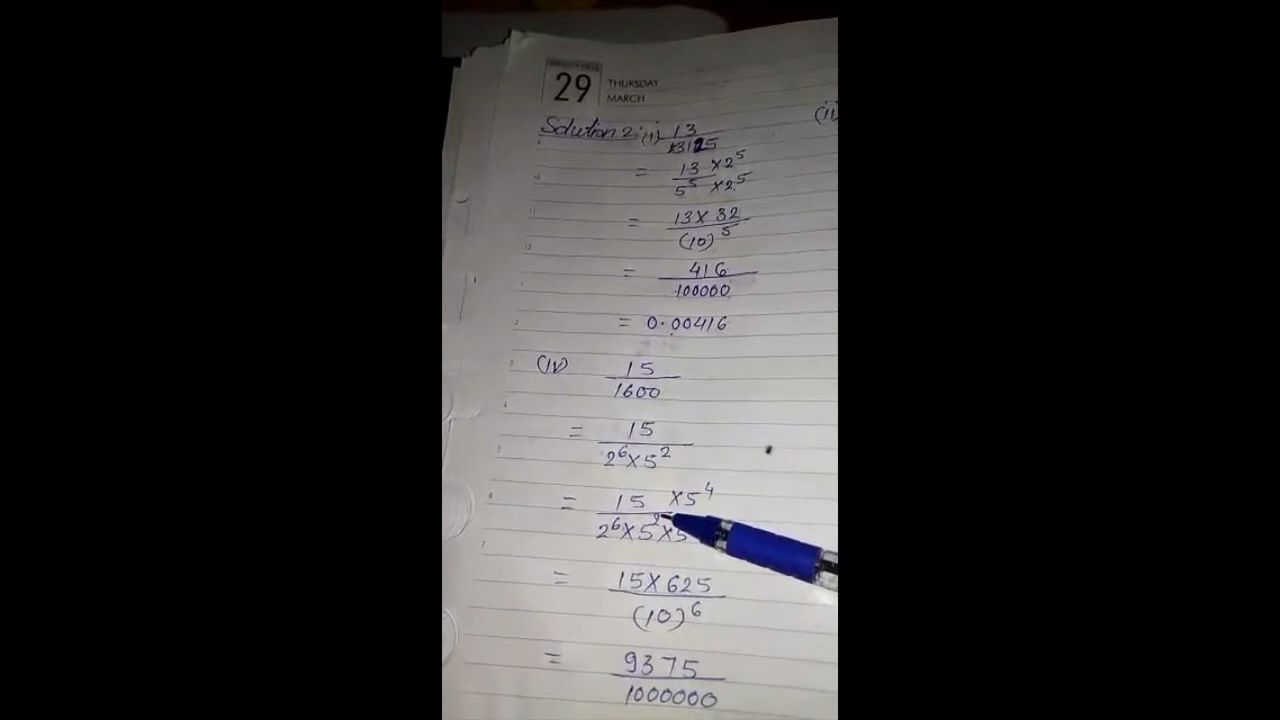 29 THURSDAY
MARCH
Solution 2: (i) 13/3125
(ii)
= 13 × 2⁵ / 5⁵ × 2⁵
= 13 × 32 / (10)⁵
= 416 / 100000
= 0.00416
(iv) 15 / 1600
= 15 / 2⁶ × 5²
= 15 × 5⁴ / 2⁶ × 5² × 5
= 15 × 625 / (10)⁶
= 9375 / 1000000